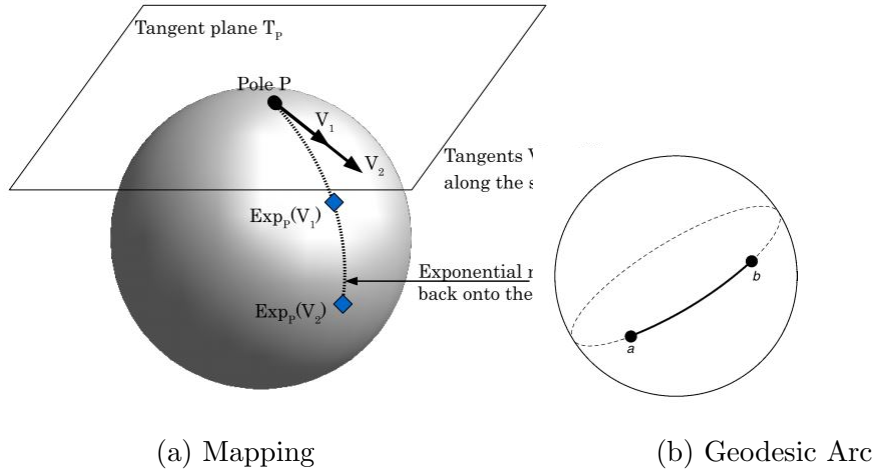 Tangent plane T_P
Pole P
V_1
V_2
Tangents
along the
Exp_P(V_1)
Exponential
back onto the
Exp_P(V_2)
b
a
(a) Mapping
(b) Geodesic Arc